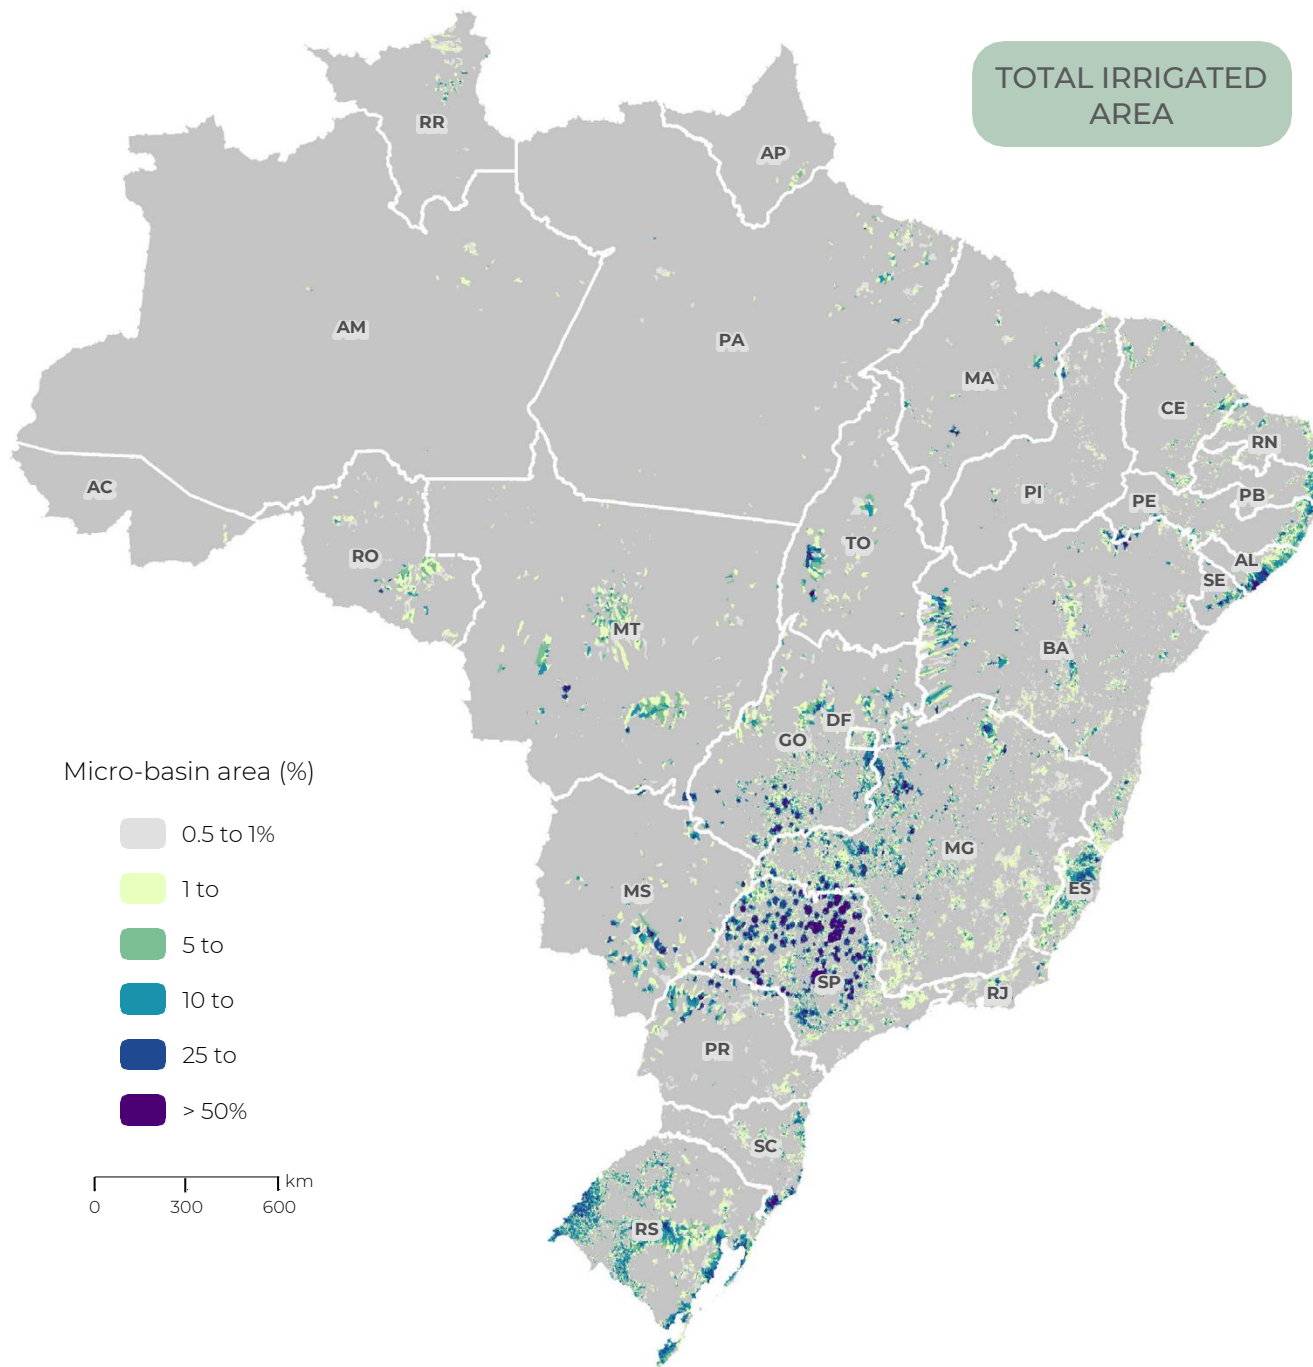 TOTAL IRRIGATED
AREA
RR
AP
AM
PA
MA
CE
RN
AC
PI
PE
PB
RO
TO
AL
SE
MT
BA
DF
GO
Micro-basin area (%)
0.5 to 1%
1 to
5 to
10 to
25 to
> 50%
MG
MS
ES
SP
RJ
PR
SC
RS
km
0
300
600